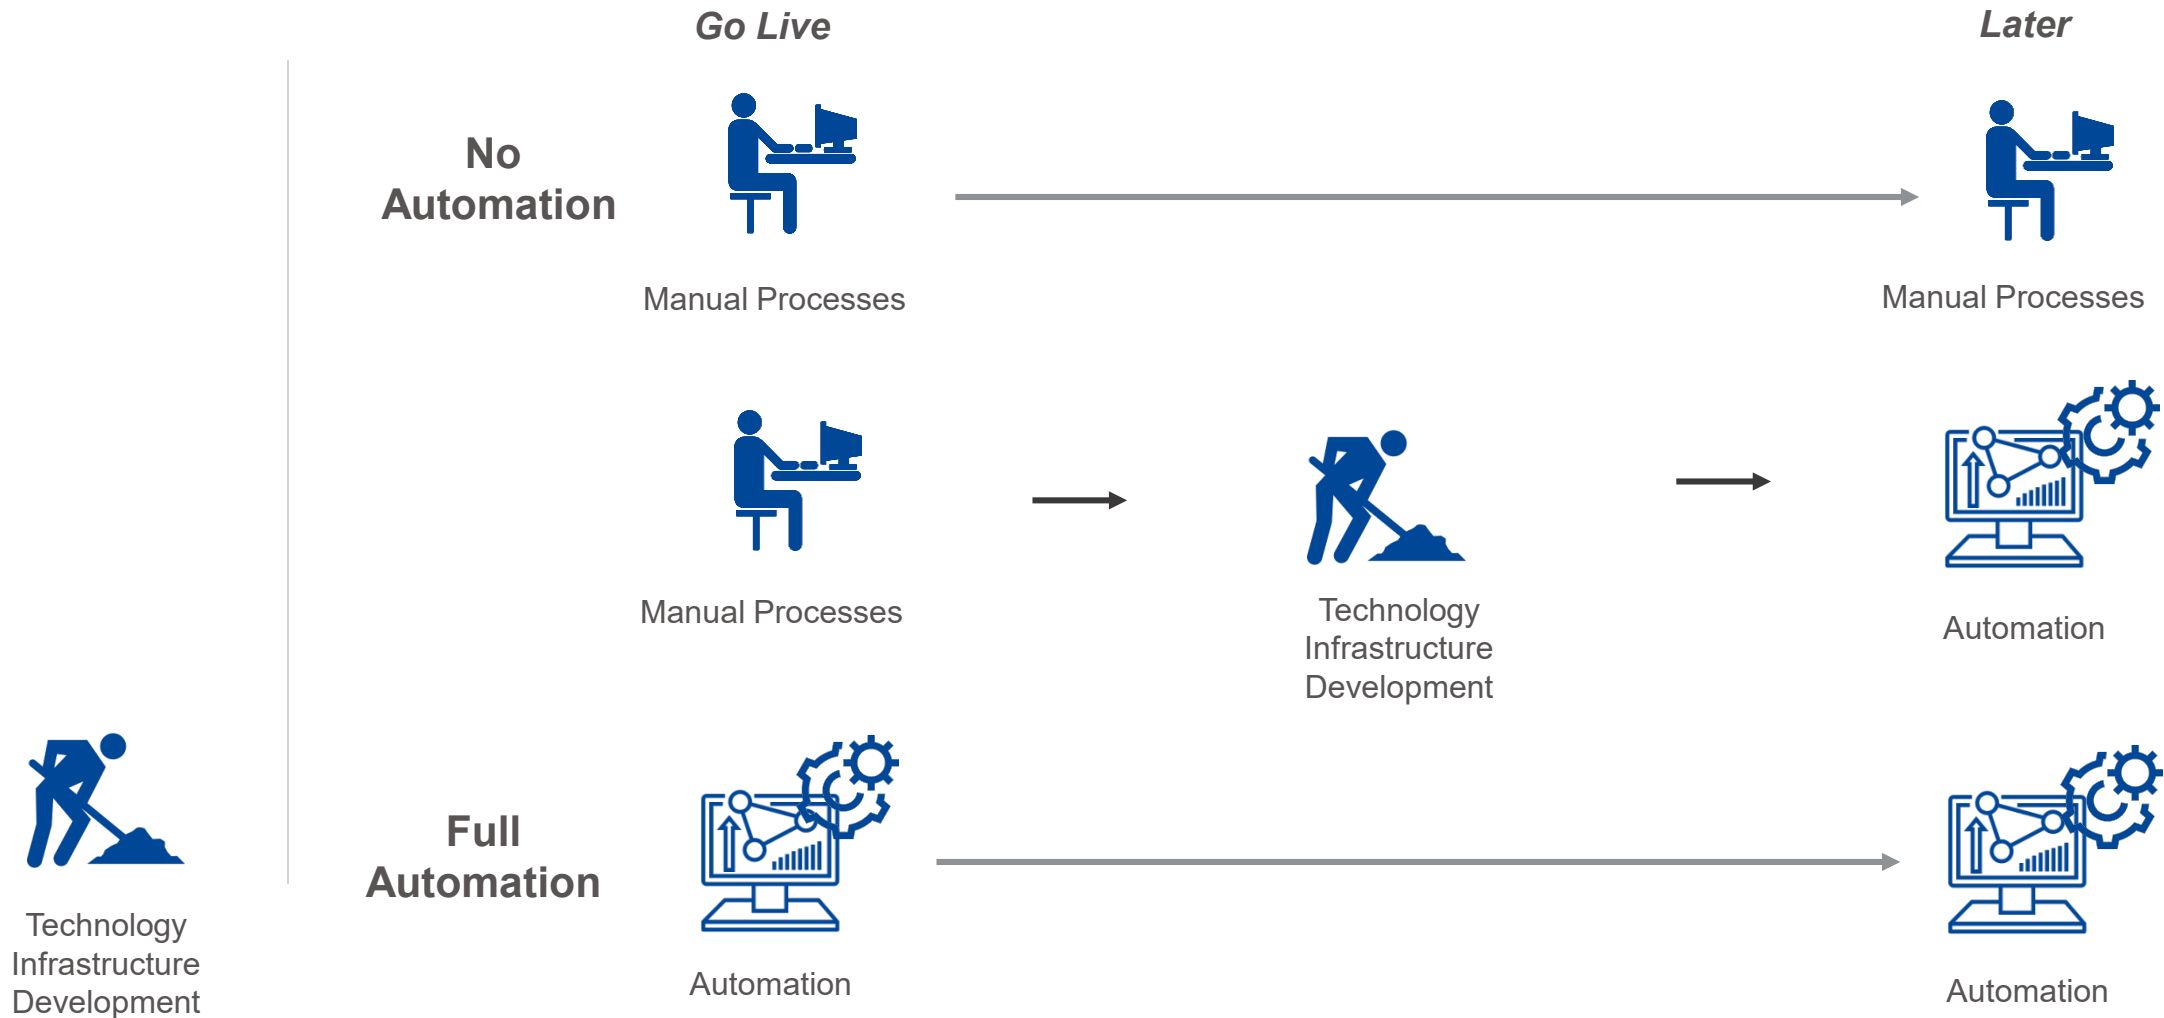 Go Live
Later
No
Automation
Manual Processes
Manual Processes
Manual Processes
Technology
Infrastructure
Development
Automation
Full
Automation
Technology
Infrastructure
Development
Automation
Automation